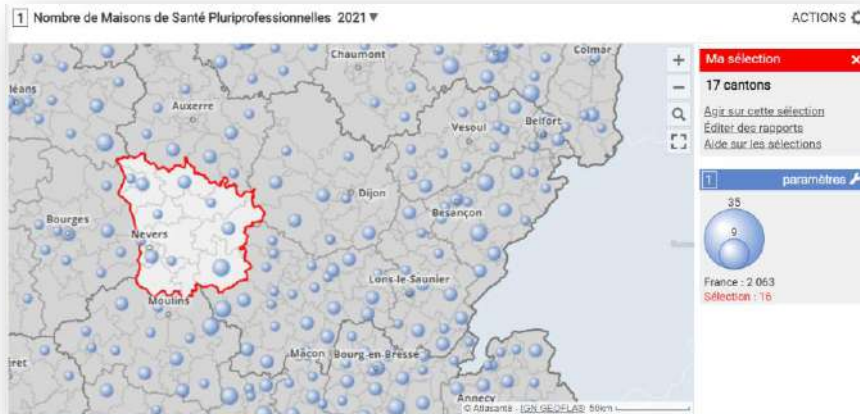 1 Nombre de Maisons de Santé Pluriprofessionnelles 2021 ▼
ACTIONS
Chaumont
Colmar
léans
Auxerre
Vesoul
Belfort
Dijon
Besançon
Bourges
Nevers
Lons-le-Saunier
Moulins
Mâcon
Bourg-en-Bresse
éret
Annecy
© Atlasanté - IGN GEOFLA® 50km
+
−
Ma sélection ×
17 cantons
Agir sur cette sélection
Éditer des rapports
Aide sur les sélections
1 paramètres
35
9
France : 2 063
Sélection : 16